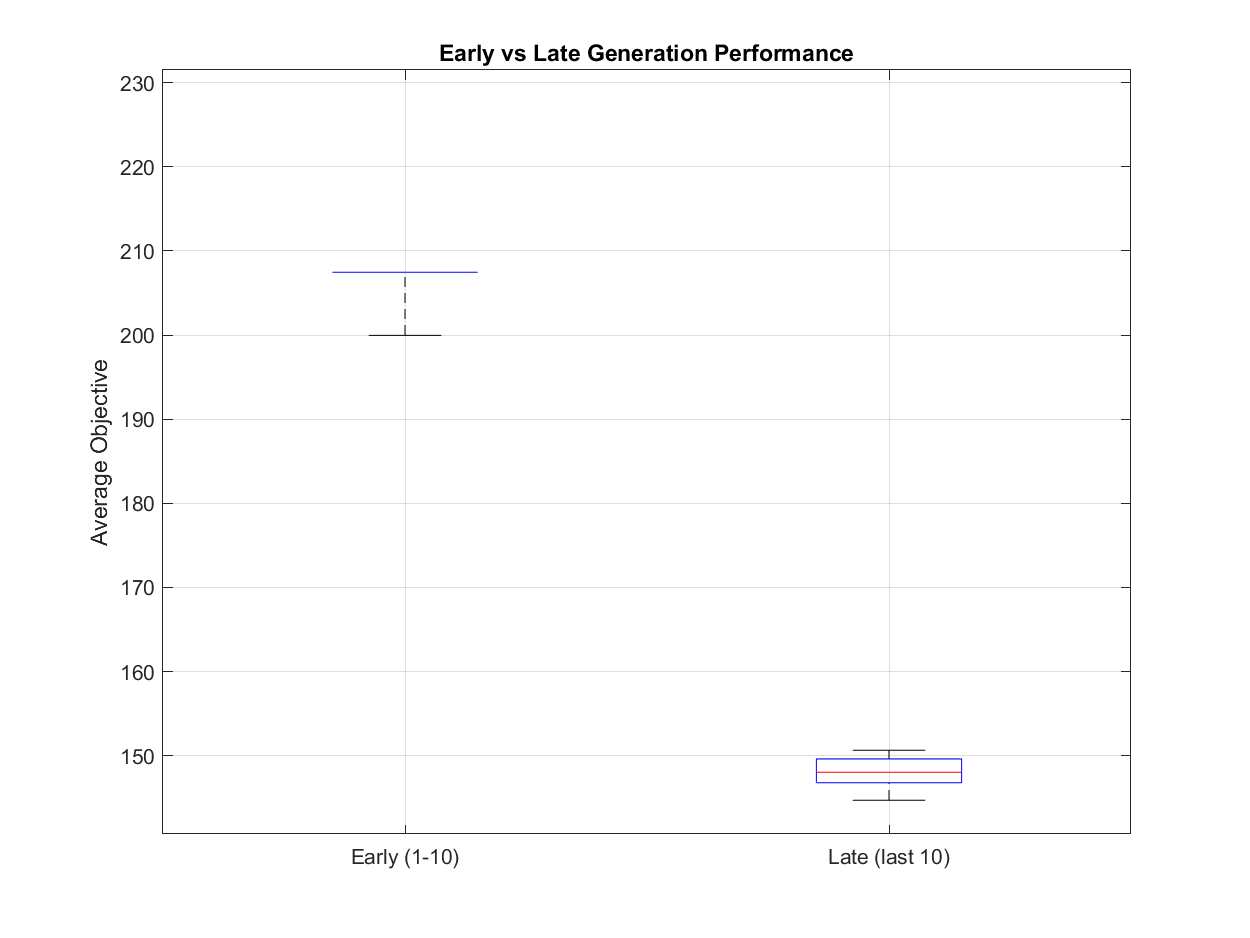 Early vs Late Generation Performance
230
220
210
200
190
180
170
160
150
Average Objective
Early (1-10)
Late (last 10)